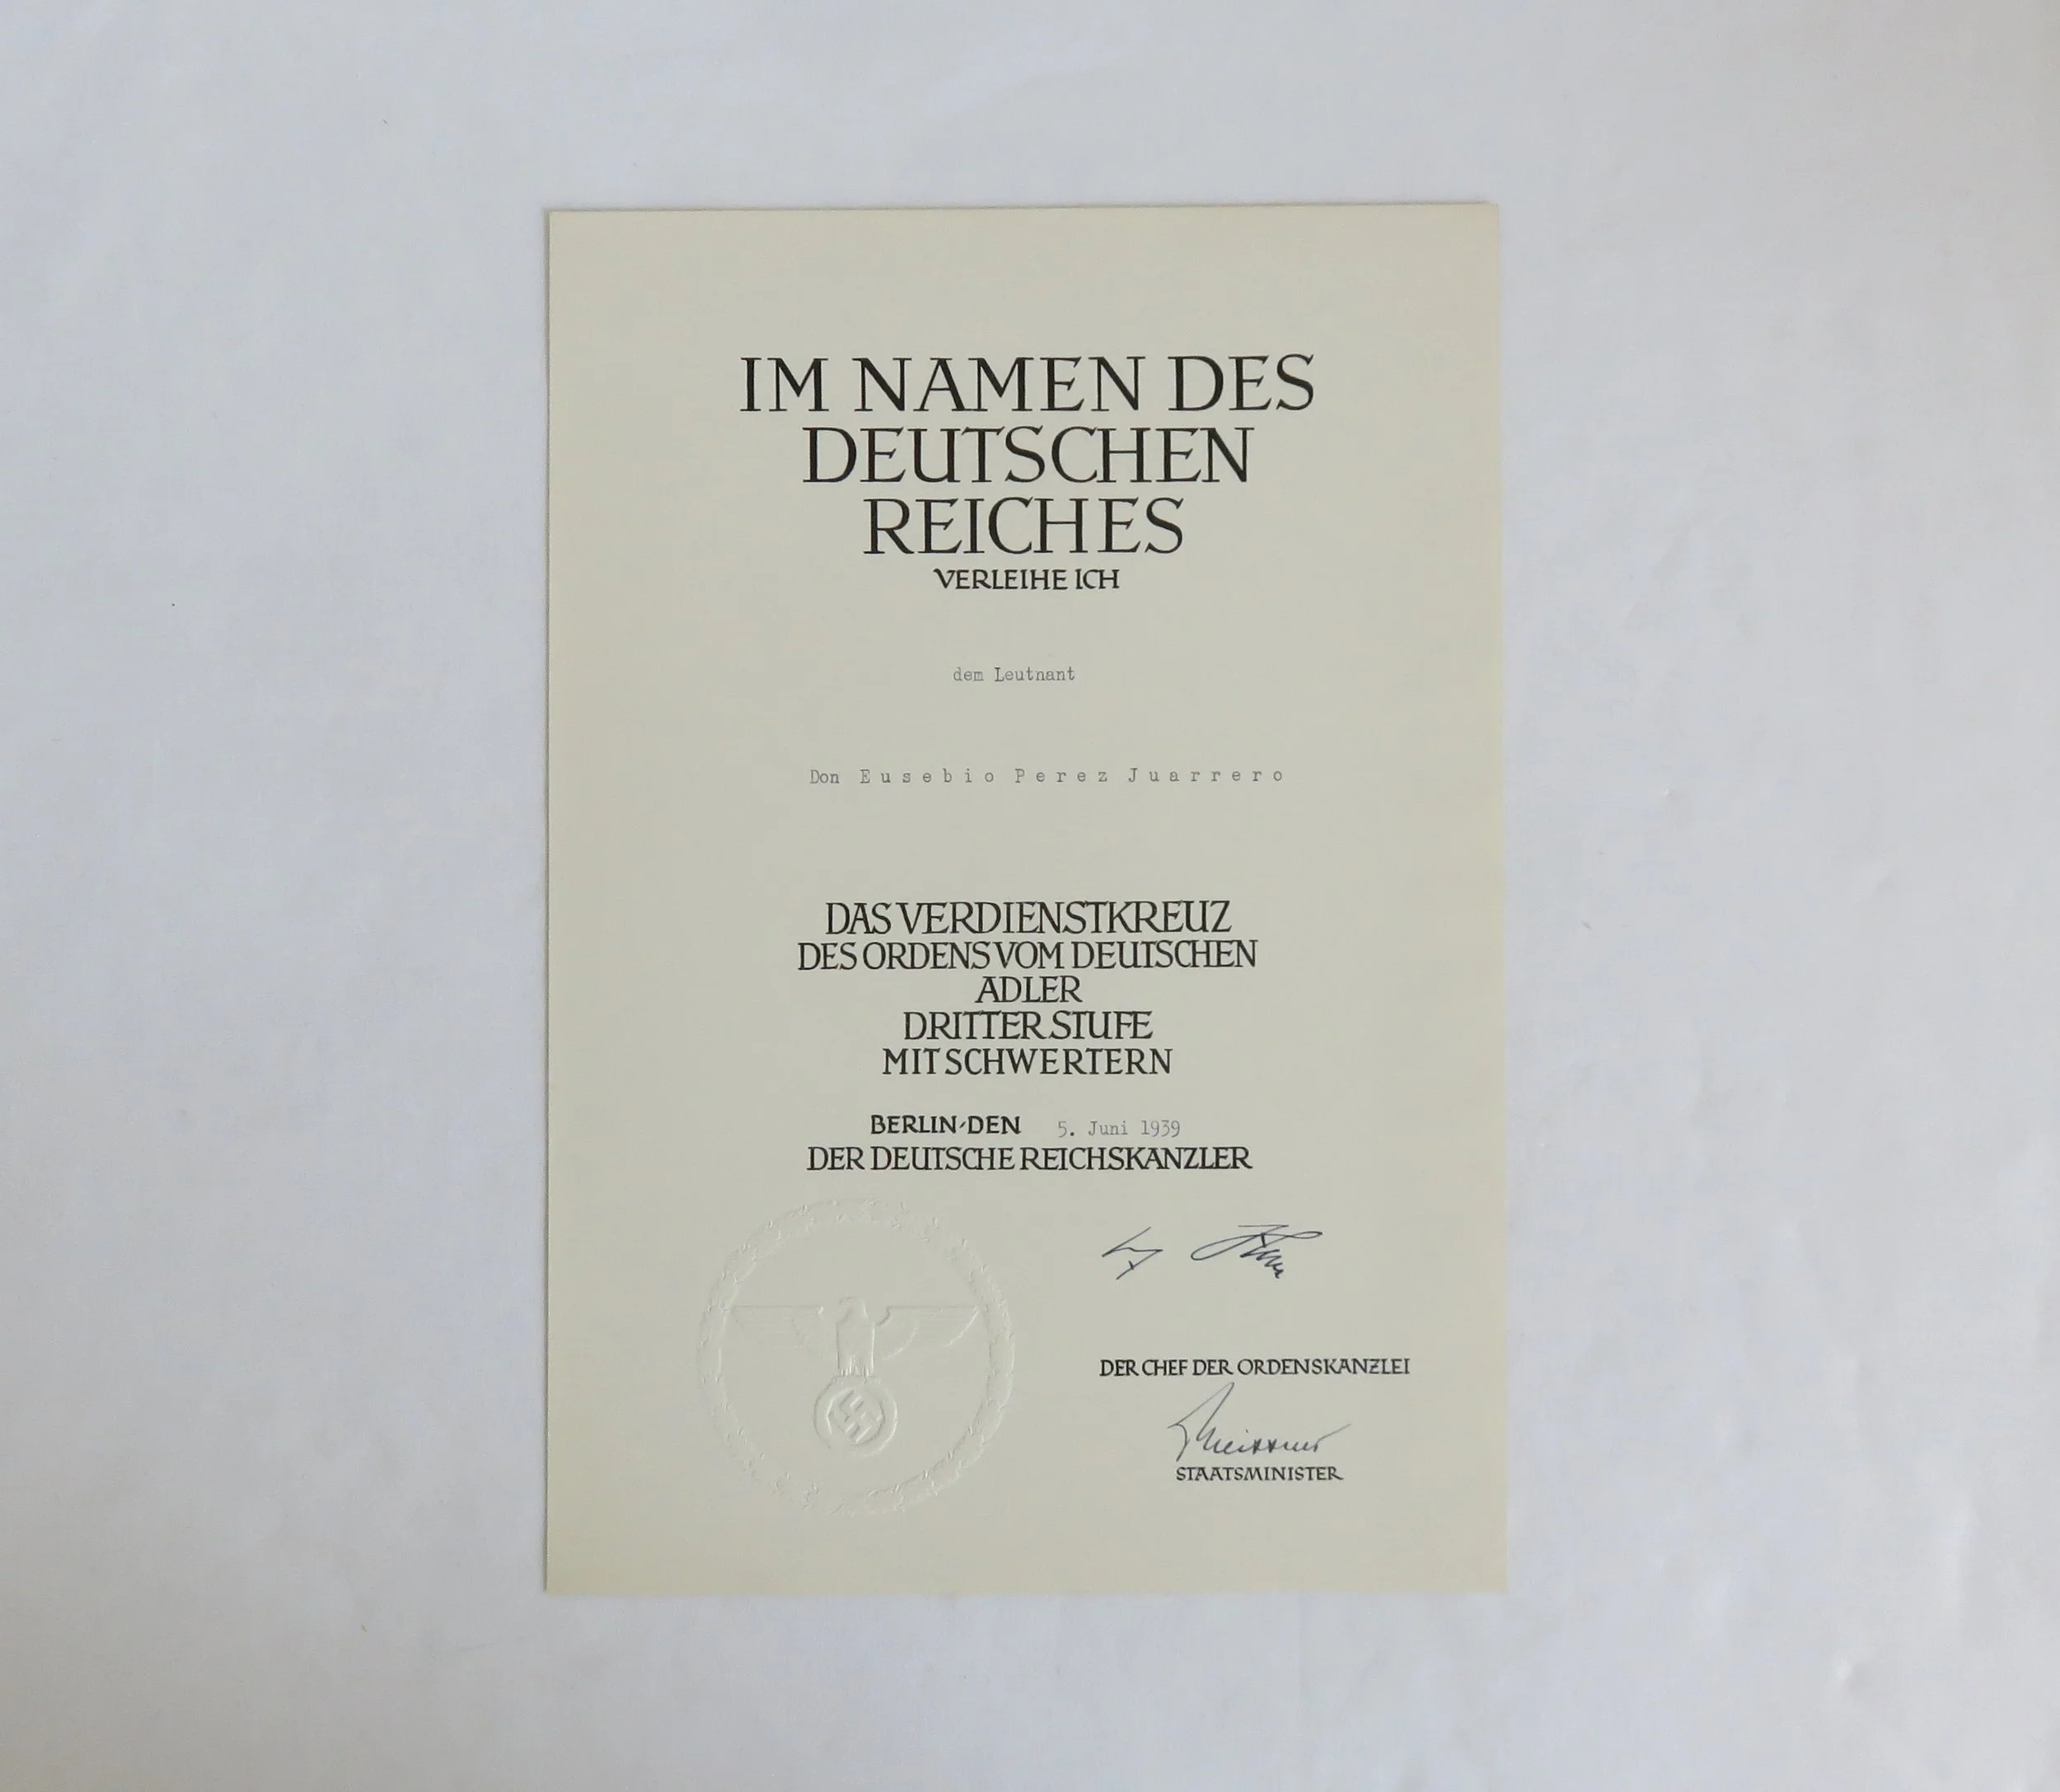 IM NAMEN DES
DEUTSCHEN
REICHES
VERLEIHE ICH
dem Leutnant
Don Eusebio Perez Juarrero
DAS VERDIENSTKREUZ
DES ORDENS VOM DEUTSCHEN
ADLER
DRITTER STUFE
MIT SCHWERTERN
BERLIN, DEN 5. Juni 1939
DER DEUTSCHE REICHSKANZLER
DER CHEF DER ORDENSKANZLEI
Meissner
STAATSMINISTER